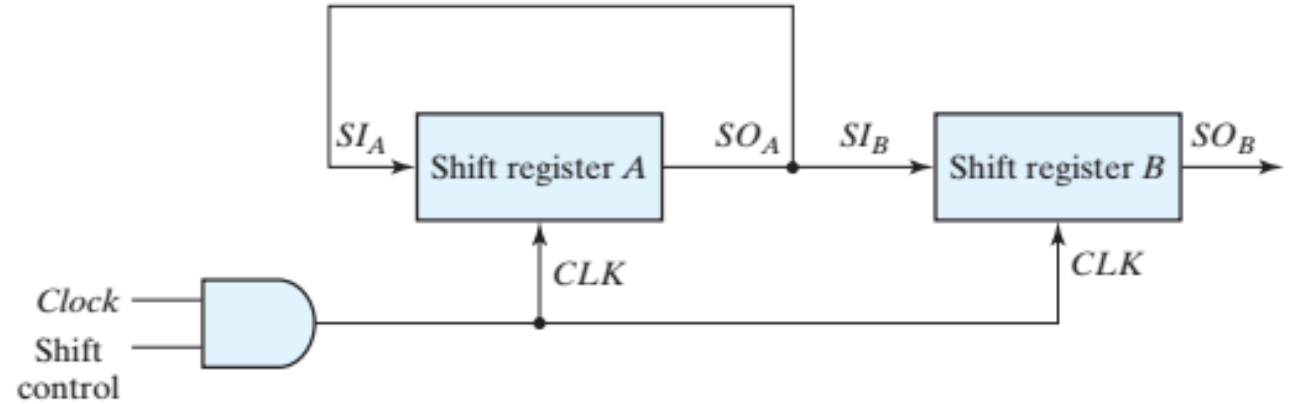 SI_A
Shift register A
SO_A
SI_B
Shift register B
SO_B
CLK
CLK
Clock
Shift
control